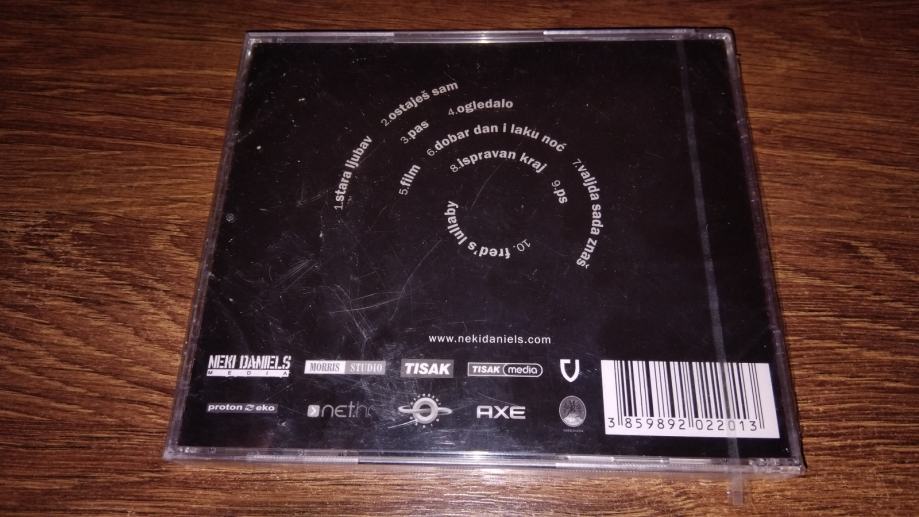 1.stara ljubav
2.ostaješ sam
3.pas
4.ogledalo
5.film
6.dobar dan i laku noć
7.valjda sada znaš
8.ispravan kraj
9.ps
10. fred's lullaby
www.nekidaniels.com
NEKI DANIELS
MEDIA
MORRIS STUDIO
TISAK
TISAK media
proton eko
AXE
3 859892 022013